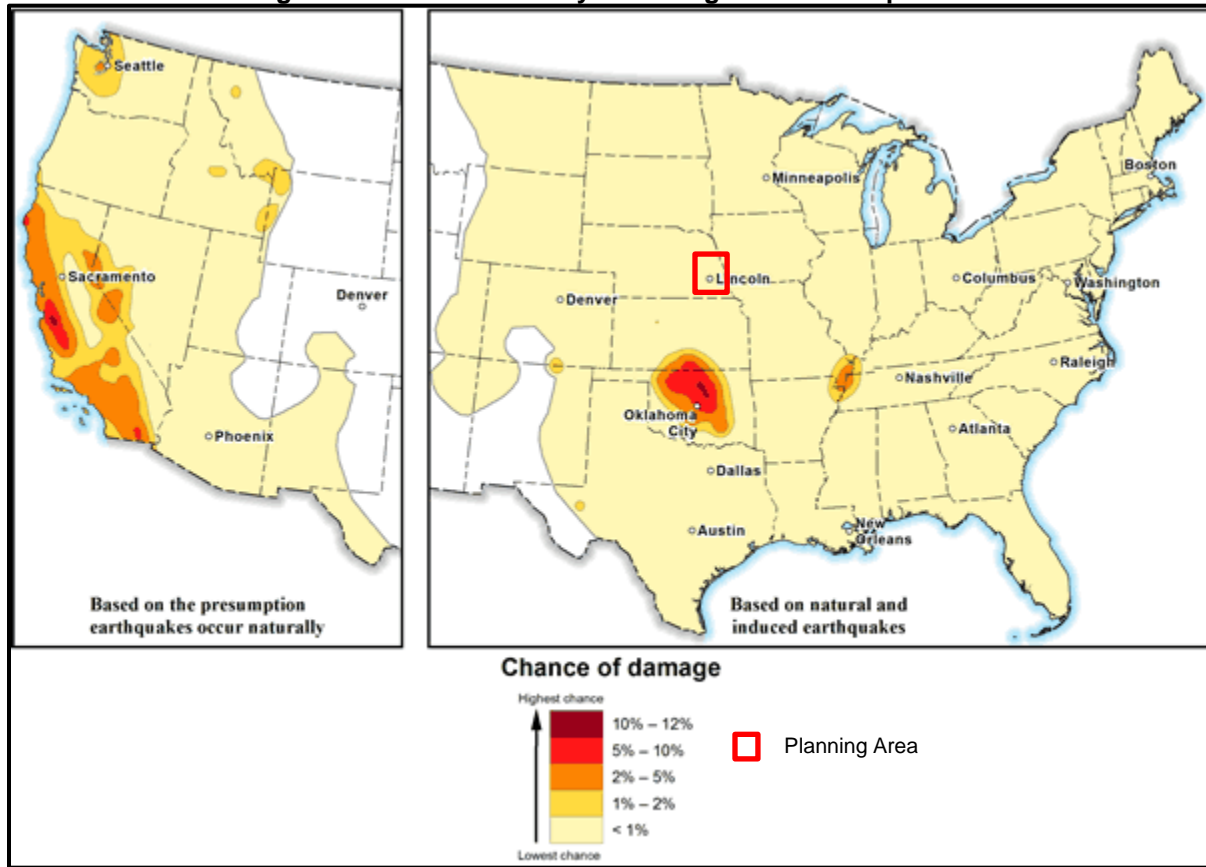 Seattle
Sacramento
Denver
Phoenix
Based on the presumption
earthquakes occur naturally
Minneapolis
Boston
Lincoln
Columbus
Washington
Denver
Raleigh
Nashville
Oklahoma
City
Atlanta
Dallas
Austin
New
Orleans
Based on natural and
induced earthquakes
Chance of damage
Highest chance
10% – 12%
5% – 10%
2% – 5%
1% – 2%
< 1%
Lowest chance
Planning Area